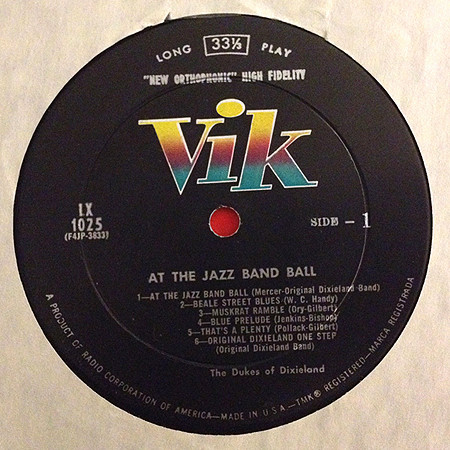 LONG 33⅓ PLAY
"NEW ORTHOPHONIC" HIGH FIDELITY
Vik
LX
1025
(F4JP-3833)
SIDE - 1
AT THE JAZZ BAND BALL
1—AT THE JAZZ BAND BALL (Mercer-Original Dixieland Band)
2—BEALE STREET BLUES (W. C. Handy)
3—MUSKRAT RAMBLE (Ory-Gilbert)
4—BLUE PRELUDE (Jenkins-Bishop)
5—THAT'S A PLENTY (Pollack-Gilbert)
6—ORIGINAL DIXIELAND ONE STEP
(Original Dixieland Band)
The Dukes of Dixieland
A PRODUCT OF RADIO CORPORATION OF AMERICA—MADE IN U.S.A.—TMK ® REGISTERED—MARCA REGISTRADA